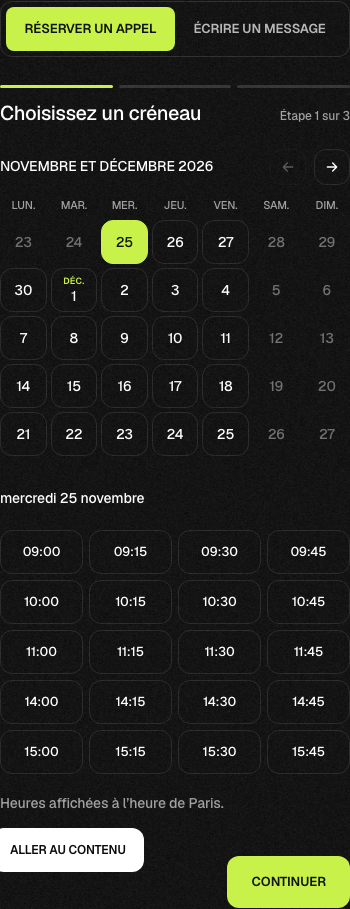 RÉSERVER UN APPEL ÉCRIRE UN MESSAGE
Choisissez un créneau Étape 1 sur 3
NOVEMBRE ET DÉCEMBRE 2026 ← →
LUN. MAR. MER. JEU. VEN. SAM. DIM.
23 24 25 26 27 28 29
DÉC.
30 1 2 3 4 5 6
7 8 9 10 11 12 13
14 15 16 17 18 19 20
21 22 23 24 25 26 27
mercredi 25 novembre
09:00 09:15 09:30 09:45
10:00 10:15 10:30 10:45
11:00 11:15 11:30 11:45
14:00 14:15 14:30 14:45
15:00 15:15 15:30 15:45
Heures affichées à l'heure de Paris.
ALLER AU CONTENU
CONTINUER